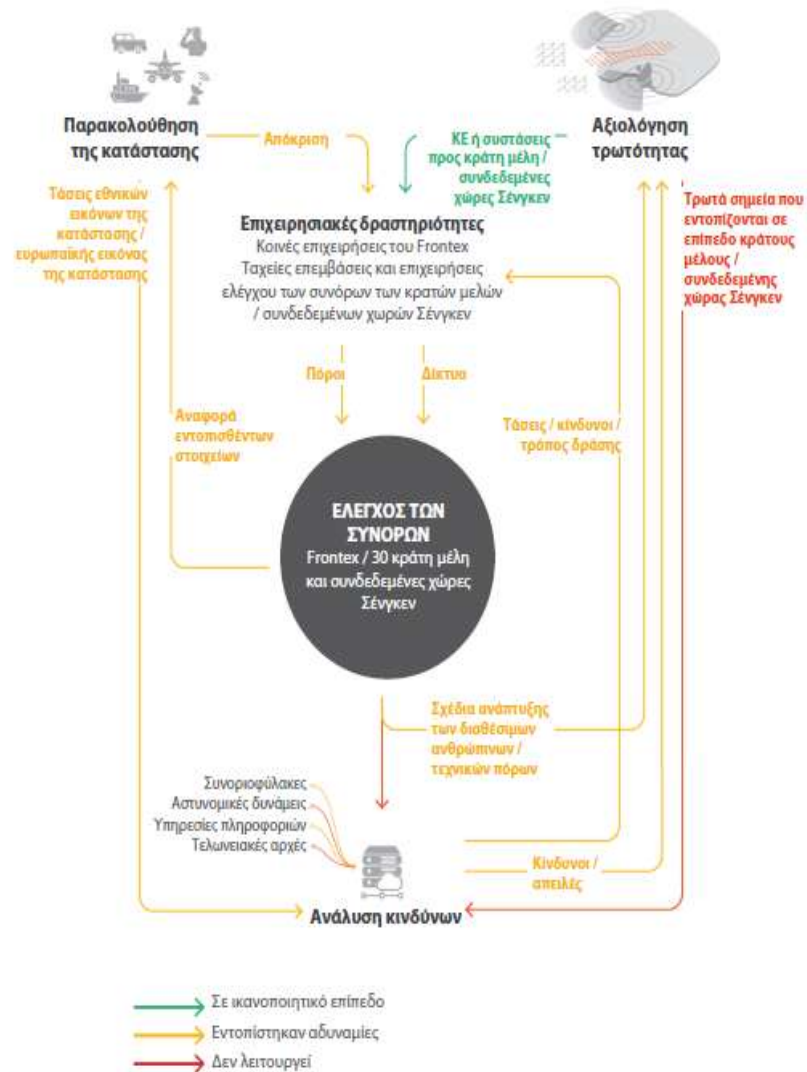 Παρακολούθηση
της κατάστασης
Απόκριση
ΚΕ ή συστάσεις
προς κράτη μέλη /
συνδεδεμένες
χώρες Σένγκεν
Αξιολόγηση
τρωτότητας
Τάσεις εθνικών
εικόνων της
κατάστασης /
ευρωπαϊκής εικόνας
της κατάστασης
Επιχειρησιακές δραστηριότητες
Κοινές επιχειρήσεις του Frontex
Ταχείες επεμβάσεις και επιχειρήσεις
ελέγχου των συνόρων των κρατών μελών
/ συνδεδεμένων χωρών Σένγκεν
Τρωτά σημεία που
εντοπίζονται σε
επίπεδο κράτους
μέλους /
συνδεδεμένης
χώρας Σένγκεν
Πόροι
Δίκτυα
Αναφορά
εντοπισθέντων
στοιχείων
Τάσεις / κίνδυνοι /
τρόπος δράσης
ΕΛΕΓΧΟΣ ΤΩΝ
ΣΥΝΟΡΩΝ
Frontex / 30 κράτη μέλη
και συνδεδεμένες χώρες
Σένγκεν
Σχέδια ανάπτυξης
των διαθέσιμων
ανθρώπινων /
τεχνικών πόρων
Συνοριοφύλακες
Αστυνομικές δυνάμεις
Υπηρεσίες πληροφοριών
Τελωνειακές αρχές
Κίνδυνοι /
απειλές
Ανάλυση κινδύνων
Σε ικανοποιητικό επίπεδο
Εντοπίστηκαν αδυναμίες
Δεν λειτουργεί